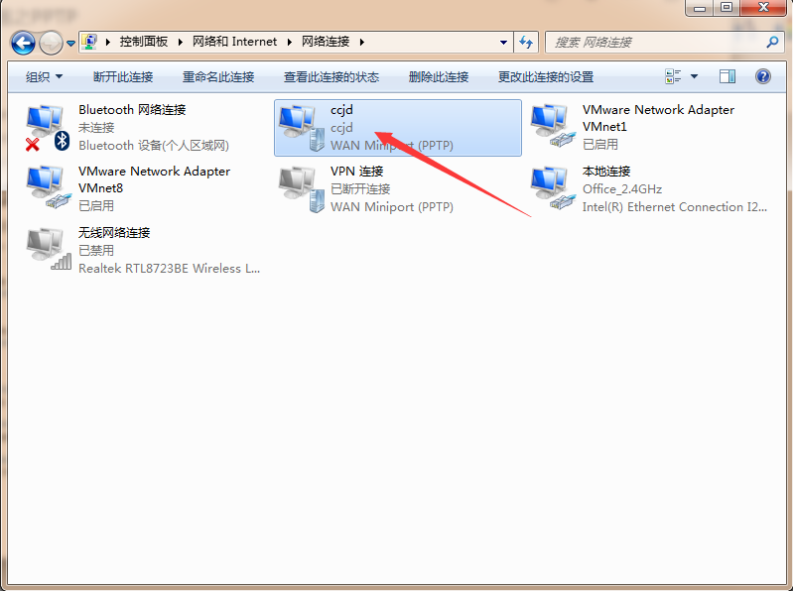 控制面板 ▸ 网络和 Internet ▸ 网络连接 ▸
搜索 网络连接
组织 断开此连接 重命名此连接 查看此连接的状态 删除此连接 更改此连接的设置
Bluetooth 网络连接
未连接
Bluetooth 设备(个人区域网)
ccjd
ccjd
WAN Miniport (PPTP)
VMware Network Adapter
VMnet1
已启用
VMware Network Adapter
VMnet8
已启用
VPN 连接
已断开连接
WAN Miniport (PPTP)
本地连接
Office_2.4GHz
Intel(R) Ethernet Connection I2...
无线网络连接
已禁用
Realtek RTL8723BE Wireless L...